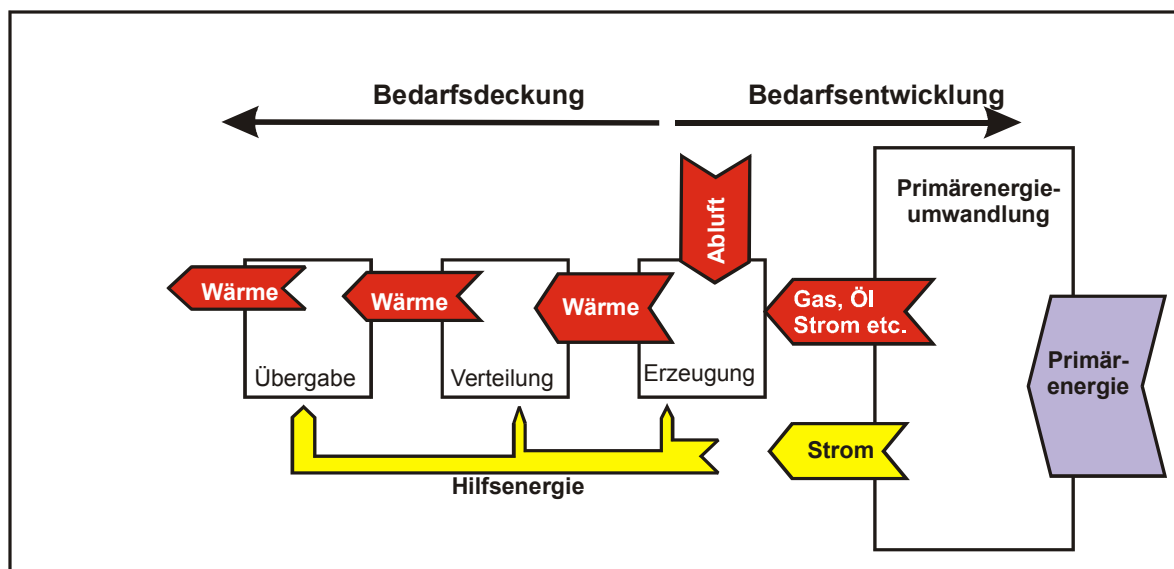 Bedarfsdeckung
Bedarfsentwicklung
Primärenergie-
umwandlung
Abluft
Wärme
Wärme
Wärme
Gas, Öl
Strom etc.
Primär-
energie
Übergabe
Verteilung
Erzeugung
Strom
Hilfsenergie